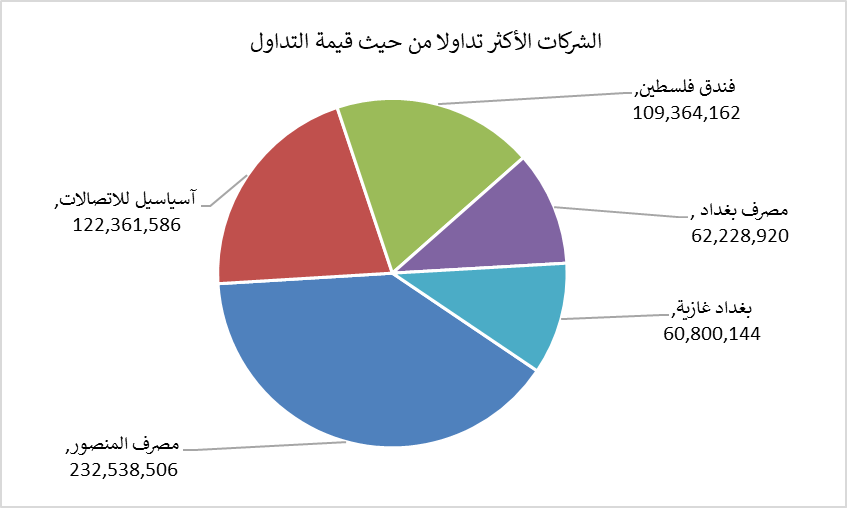 الشركات الأكثر تداولا من حيث قيمة التداول
فندق فلسطين,
109,364,162
آسياسيل للاتصالات,
122,361,586
مصرف بغداد ,
62,228,920
بغداد غازية,
60,800,144
مصرف المنصور,
232,538,506